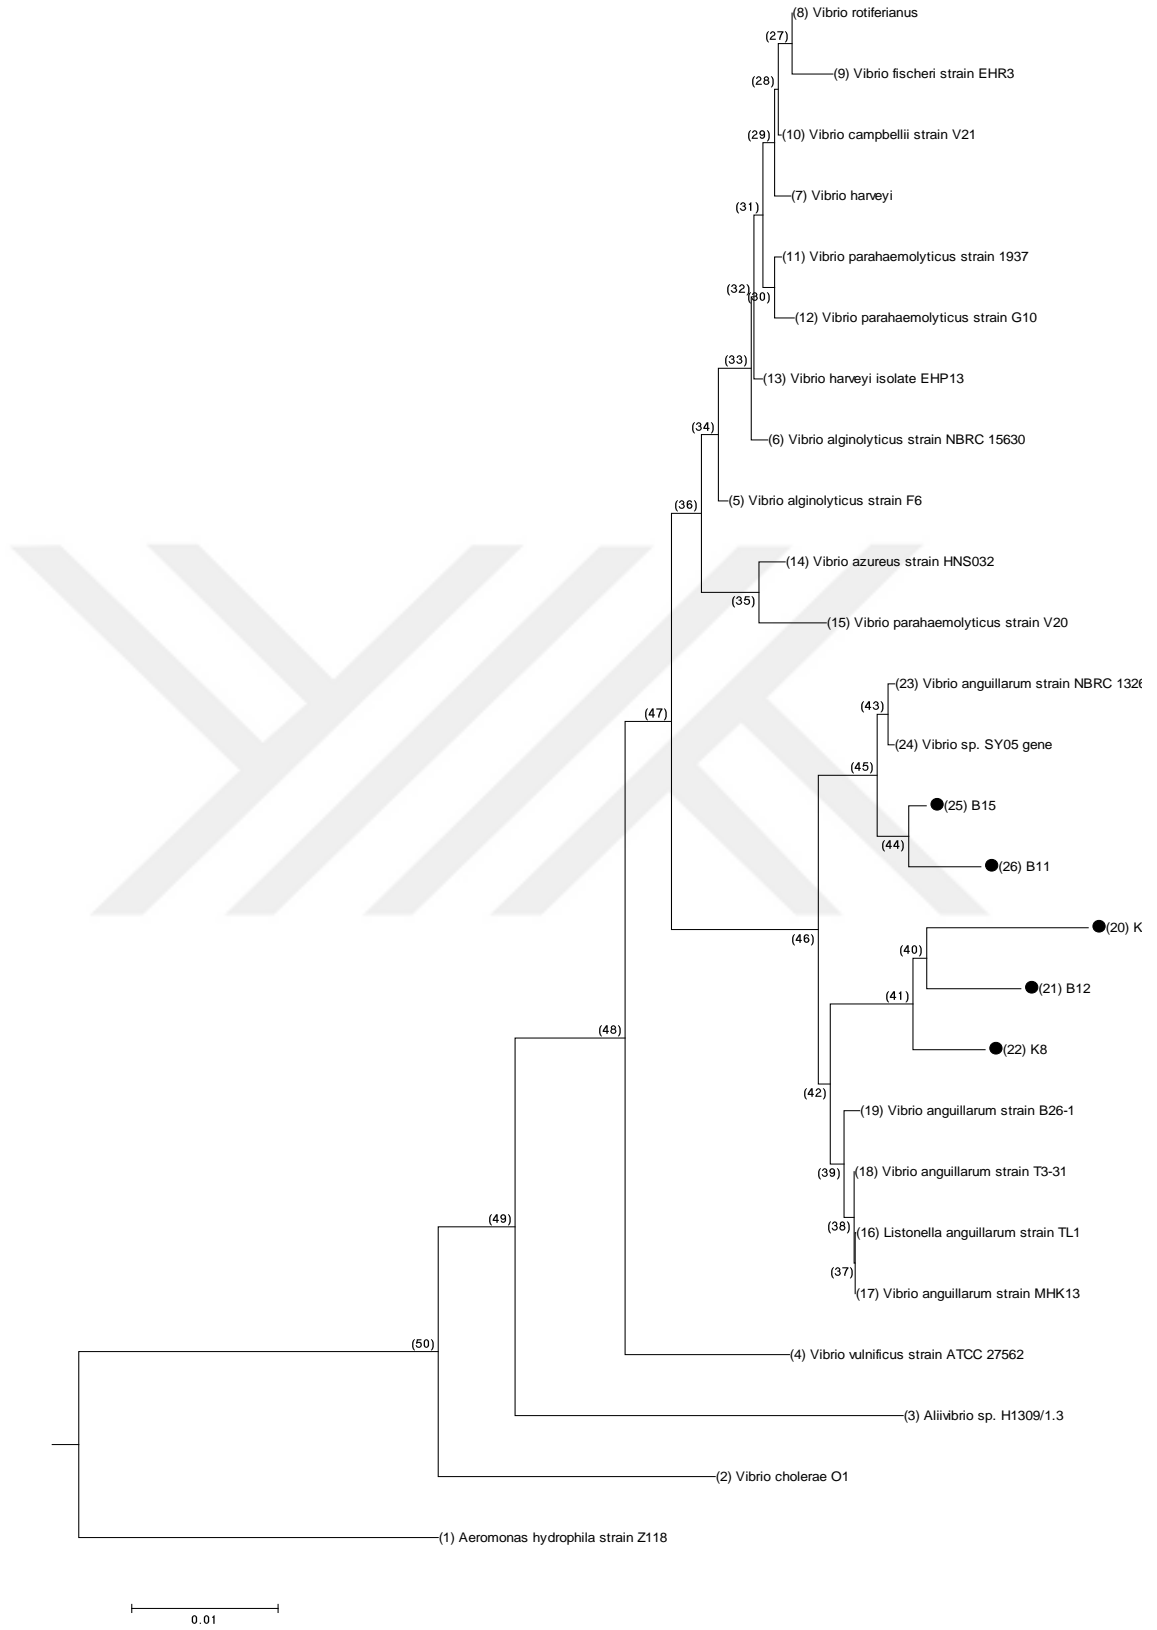 (8) Vibrio rotiferianus
(27)
(9) Vibrio fischeri strain EHR3
(28)
(10) Vibrio campbellii strain V21
(29)
(7) Vibrio harveyi
(31)
(11) Vibrio parahaemolyticus strain 1937
(32)
(30)
(12) Vibrio parahaemolyticus strain G10
(33)
(13) Vibrio harveyi isolate EHP13
(34)
(6) Vibrio alginolyticus strain NBRC 15630
(36)
(5) Vibrio alginolyticus strain F6
(14) Vibrio azureus strain HNS032
(35)
(15) Vibrio parahaemolyticus strain V20
(23) Vibrio anguillarum strain NBRC 1326
(43)
(47)
(24) Vibrio sp. SY05 gene
(45)
(25) B15
(44)
(26) B11
(20) K
(46)
(40)
(21) B12
(41)
(48)
(22) K8
(42)
(19) Vibrio anguillarum strain B26-1
(39)
(18) Vibrio anguillarum strain T3-31
(49)
(38)
(16) Listonella anguillarum strain TL1
(37)
(17) Vibrio anguillarum strain MHK13
(50)
(4) Vibrio vulnificus strain ATCC 27562
(3) Aliivibrio sp. H1309/1.3
(2) Vibrio cholerae O1
(1) Aeromonas hydrophila strain Z118
0.01